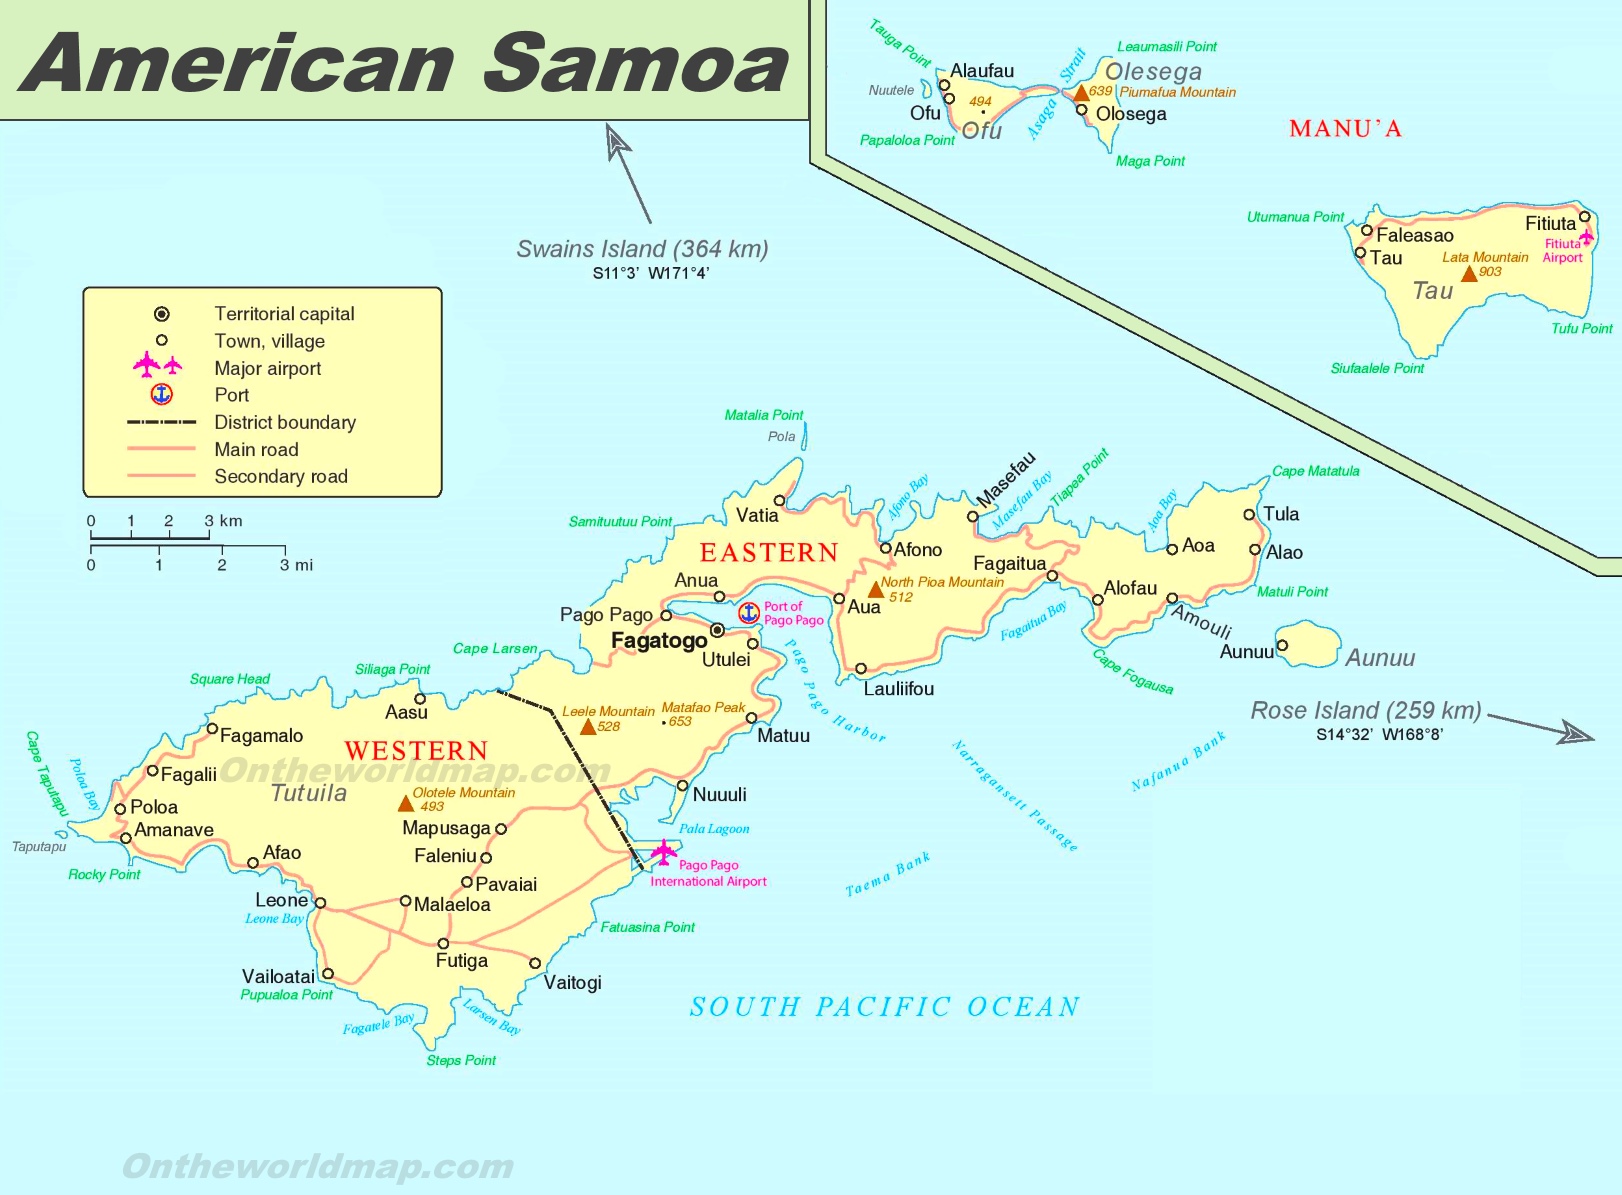 American Samoa
Tauga Point
Leaumasili Point
Strait
Olesega
Alaufau
Nuutele
494
639 Piumafua Mountain
Ofu
Asaga
Olosega
Ofu
Papaloloa Point
Maga Point
MANU’A
Utumanua Point
Fitiuta
Faleasao
Fitiuta
Airport
Tau
Lata Mountain
903
Tau
Tufu Point
Siufaalele Point
Swains Island (364 km)
S11°3’ W171°4’
Territorial capital
Town, village
Major airport
Port
District boundary
Main road
Secondary road
0 1 2 3 km
0 1 2 3 mi
Matalia Point
Pola
Masefau
Tiapea Point
Cape Matatula
Afono Bay
Masefau Bay
Aoa Bay
Vatia
Samituutuu Point
Tula
EASTERN
Afono
Aoa
Alao
Fagaitua
Anua
North Pioa Mountain
512
Alofau
Matuli Point
Pago Pago
Port of
Pago Pago
Aua
Fagaitua Bay
Amouli
Fagatogo
Utulei
Cape Larsen
Aunuu
Aunuu
Siliaga Point
Pago Pago Harbor
Lauliifou
Cape Fogausa
Square Head
Aasu
Leele Mountain
528
Matafao Peak
653
Rose Island (259 km)
S14°32’ W168°8’
Fagamalo
WESTERN
Matuu
Cape Taputapu
Poloa Bay
Fagalii
Ontheworldmap.com
Tutuila
Narragansett Passage
Nafanua Bank
Olotele Mountain
493
Nuuuli
Poloa
Mapusaga
Pala Lagoon
Amanave
Taputapu
Afao
Faleniu
Pago Pago
International Airport
Taema Bank
Rocky Point
Pavaiai
Leone
Malaeloa
Leone Bay
Fatuasina Point
Futiga
Vailoatai
Vaitogi
Pupualoa Point
SOUTH PACIFIC OCEAN
Fagatele Bay
Larsen Bay
Steps Point
Ontheworldmap.com